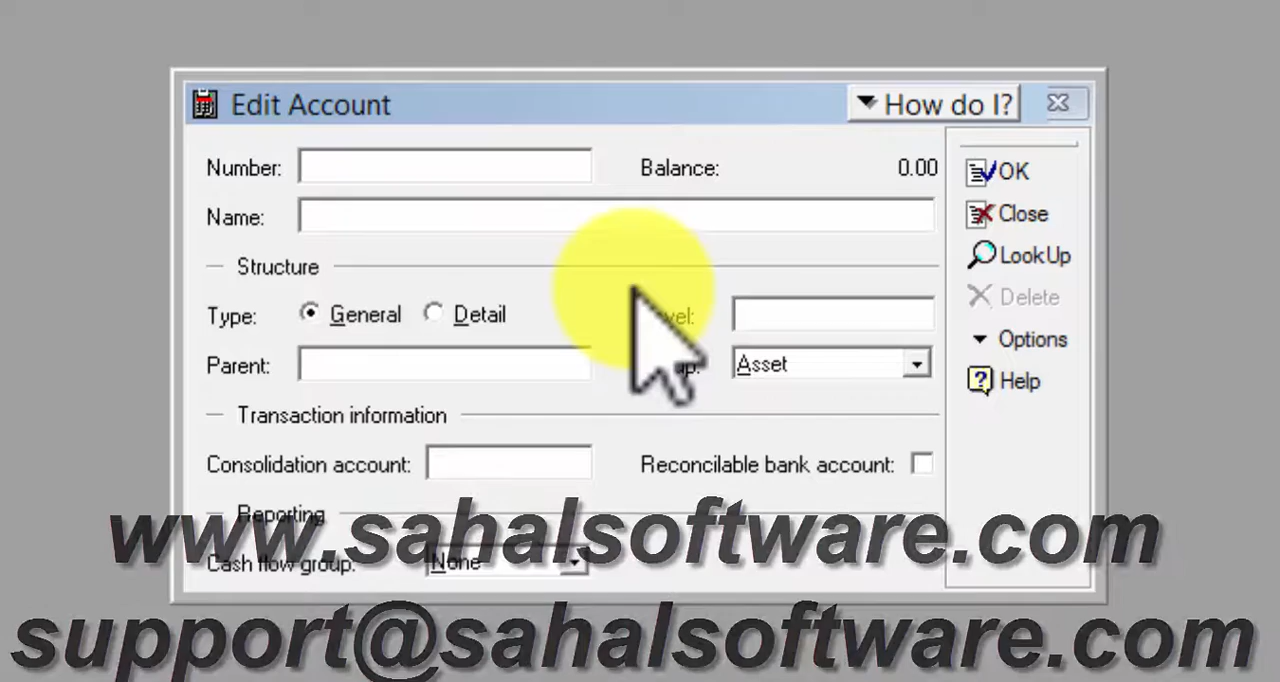 Edit Account How do I?
Number: Balance: 0.00 OK
Name: Close
Structure LookUp
Type: General Detail Delete
Parent: Asset Options
Help
Transaction information
Consolidation account: Reconcilable bank account:
Reporting
www.sahalsoftware.com
Cash flow group: None
support@sahalsoftware.com